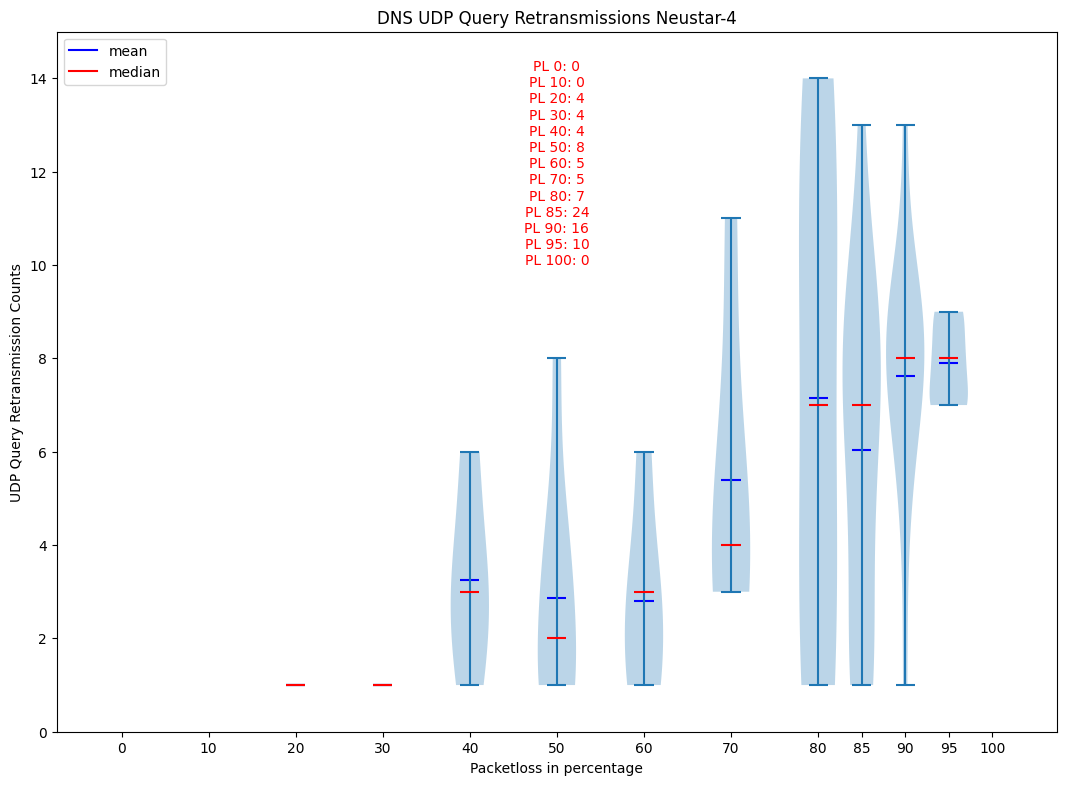 DNS UDP Query Retransmissions Neustar-4
mean
median
PL 0: 0
PL 10: 0
PL 20: 4
PL 30: 4
PL 40: 4
PL 50: 8
PL 60: 5
PL 70: 5
PL 80: 7
PL 85: 24
PL 90: 16
PL 95: 10
PL 100: 0
UDP Query Retransmission Counts
14
12
10
8
6
4
2
0
0 10 20 30 40 50 60 70 80 85 90 95 100
Packetloss in percentage